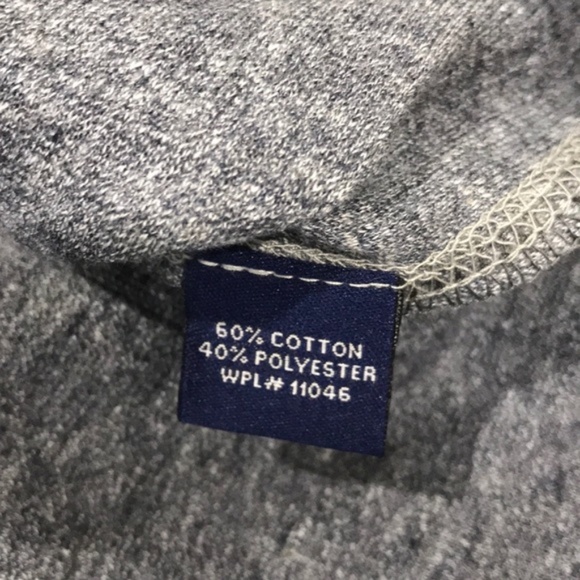 60% COTTON
40% POLYESTER
WPL# 11046